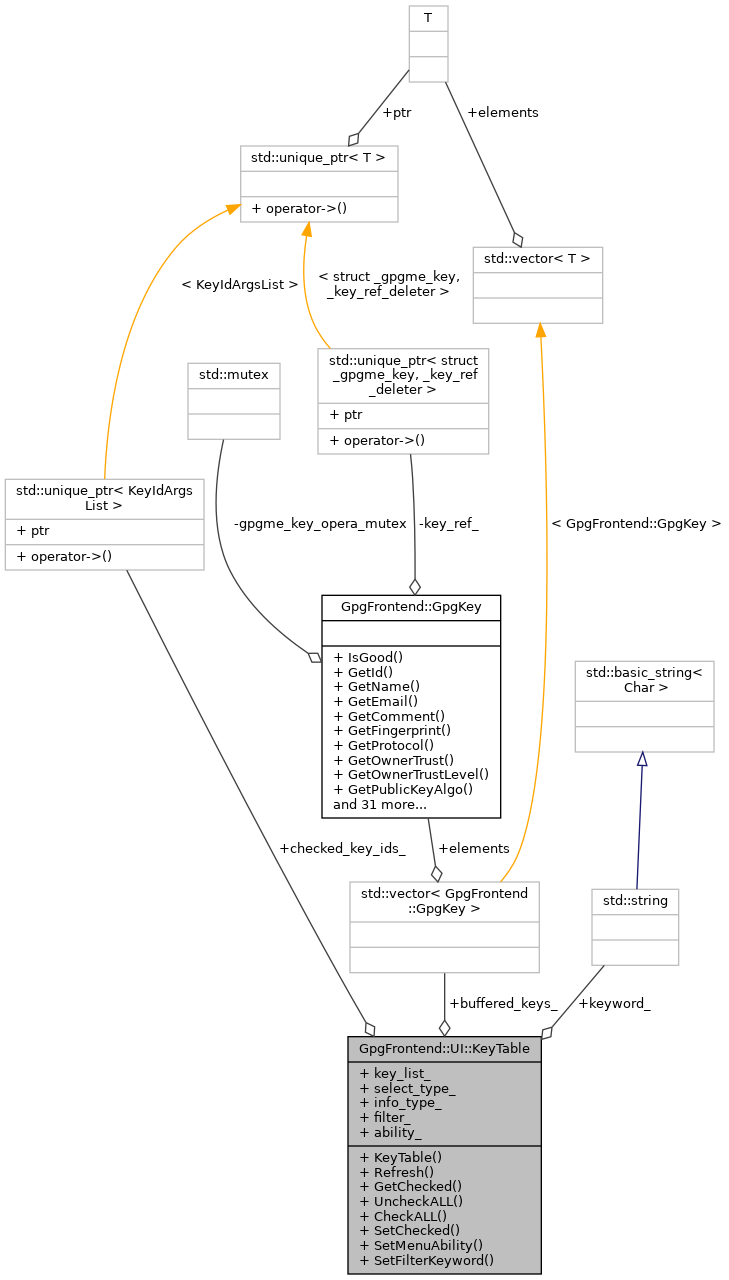 T
+ptr
+elements
std::unique_ptr< T >
+ operator->()
std::vector< T >
< KeyIdArgsList >
< struct _gpgme_key,
_key_ref_deleter >
std::mutex
std::unique_ptr< struct
_gpgme_key, _key_ref
_deleter >
+ ptr
+ operator->()
std::unique_ptr< KeyIdArgs
List >
+ ptr
+ operator->()
-gpgme_key_opera_mutex
-key_ref_
< GpgFrontend::GpgKey >
GpgFrontend::GpgKey
+ IsGood()
+ GetId()
+ GetName()
+ GetEmail()
+ GetComment()
+ GetFingerprint()
+ GetProtocol()
+ GetOwnerTrust()
+ GetOwnerTrustLevel()
+ GetPublicKeyAlgo()
and 31 more...
std::basic_string<
Char >
+checked_key_ids_
+elements
std::vector< GpgFrontend
::GpgKey >
std::string
+buffered_keys_
+keyword_
GpgFrontend::UI::KeyTable
+ key_list_
+ select_type_
+ info_type_
+ filter_
+ ability_
+ KeyTable()
+ Refresh()
+ GetChecked()
+ UncheckALL()
+ CheckALL()
+ SetChecked()
+ SetMenuAbility()
+ SetFilterKeyword()